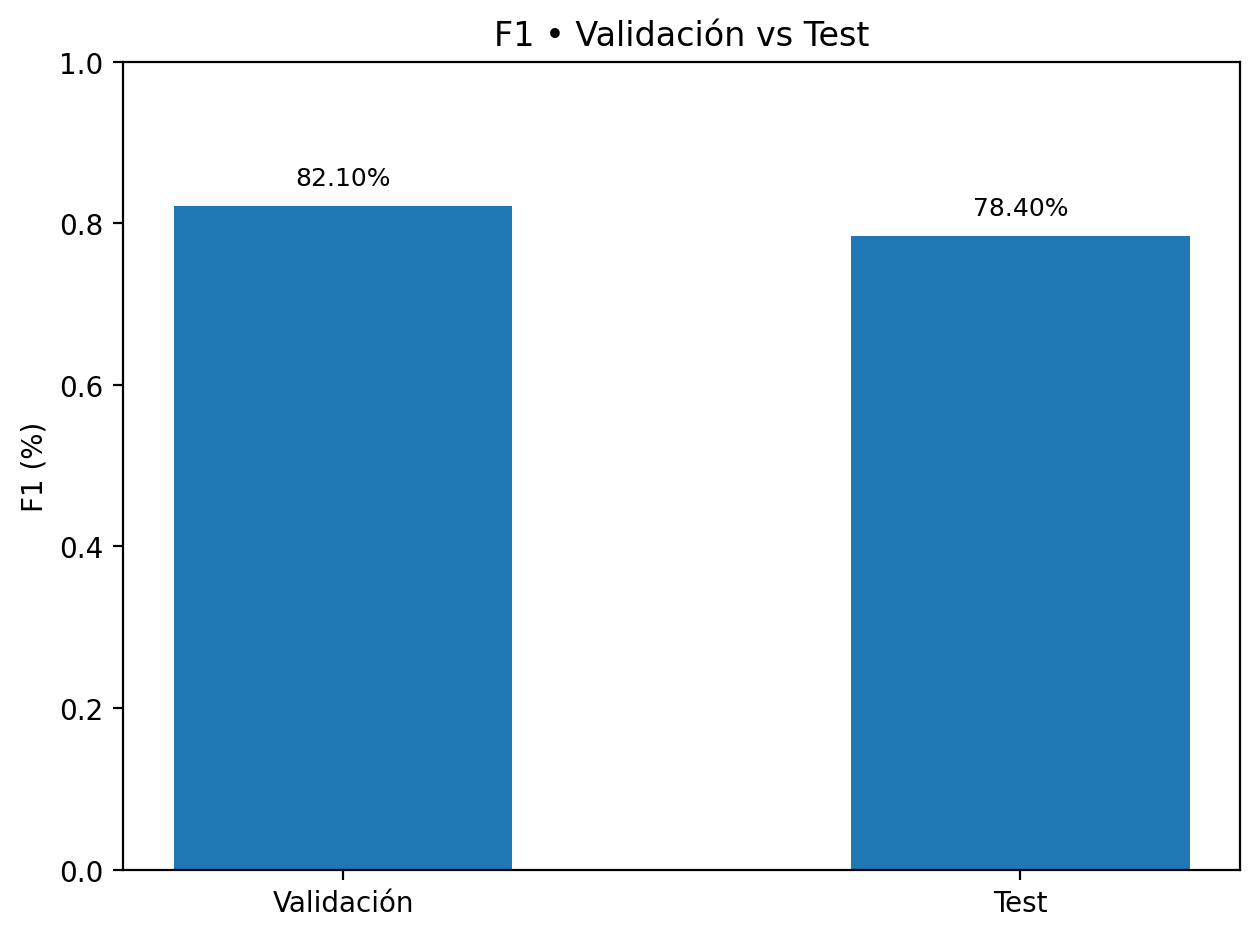 F1 • Validación vs Test
1.0
0.8
0.6
0.4
0.2
0.0
F1 (%)
82.10%
78.40%
Validación
Test